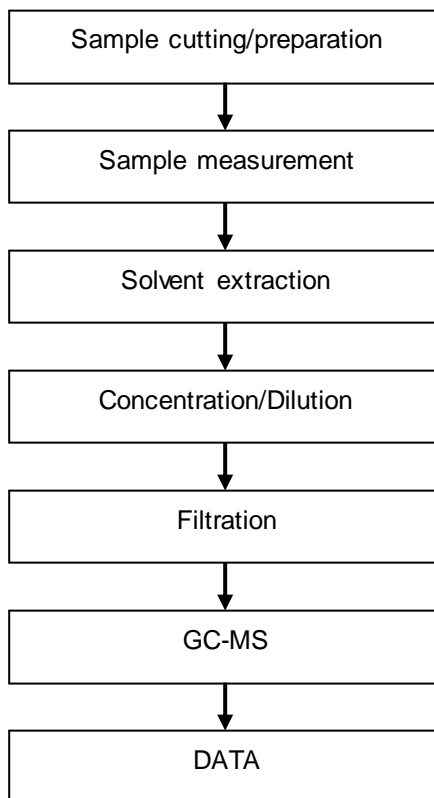 Sample cutting/preparation
Sample measurement
Solvent extraction
Concentration/Dilution
Filtration
GC-MS
DATA